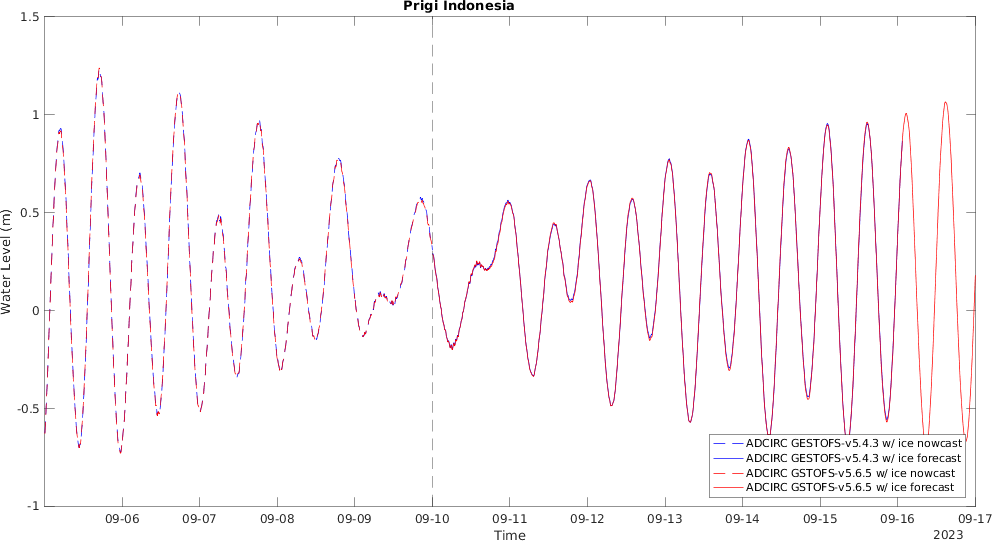 Prigi Indonesia
1.5
1
0.5
0
-0.5
-1
Water Level (m)
ADCIRC GESTOFS-v5.4.3 w/ ice nowcast
ADCIRC GESTOFS-v5.4.3 w/ ice forecast
ADCIRC GSTOFS-v5.6.5 w/ ice nowcast
ADCIRC GSTOFS-v5.6.5 w/ ice forecast
09-06 09-07 09-08 09-09 09-10 09-11 09-12 09-13 09-14 09-15 09-16 09-17
Time
2023